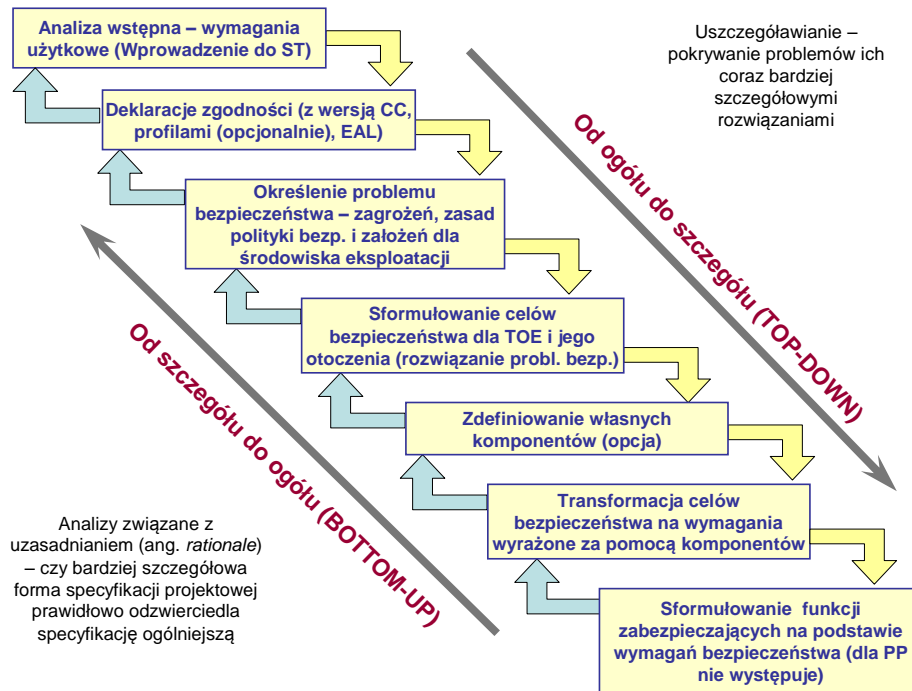 Analiza wstępna – wymagania
użytkowe (Wprowadzenie do ST)
Uszczegóławianie –
pokrywanie problemów ich
coraz bardziej
szczegółowymi
rozwiązaniami
Deklaracje zgodności (z wersją CC,
profilami (opcjonalnie), EAL)
Od ogółu do szczegółu (TOP-DOWN)
Określenie problemu
bezpieczeństwa – zagrożeń, zasad
polityki bezp. i założeń dla
środowiska eksploatacji
Sformułowanie celów
bezpieczeństwa dla TOE i jego
otoczenia (rozwiązanie probl. bezp.)
Od szczegółu do ogółu (BOTTOM-UP)
Zdefiniowanie własnych
komponentów (opcja)
Transformacja celów
bezpieczeństwa na wymagania
wyrażone za pomocą komponentów
Analizy związane z
uzasadnianiem (ang. rationale)
– czy bardziej szczegółowa
forma specyfikacji projektowej
prawidłowo odzwierciedla
specyfikację ogólniejszą
Sformułowanie funkcji
zabezpieczających na podstawie
wymagań bezpieczeństwa (dla PP
nie występuje)